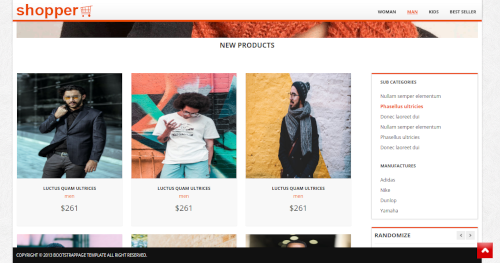 shopper
WOMAN MAN KIDS BEST SELLER
NEW PRODUCTS
LUCTUS QUAM ULTRICES
men
$261
LUCTUS QUAM ULTRICES
men
$261
LUCTUS QUAM ULTRICES
men
$261
SUB CATEGORIES
Nullam semper elementum
Phasellus ultricies
Donec laoreet dui
Nullam semper elementum
Phasellus ultricies
Donec laoreet dui
MANUFACTURES
Adidas
Nike
Dunlop
Yamaha
RANDOMIZE
COPYRIGHT © 2013 BOOTSTRAPPAGE TEMPLATE ALL RIGHT RESERVED.